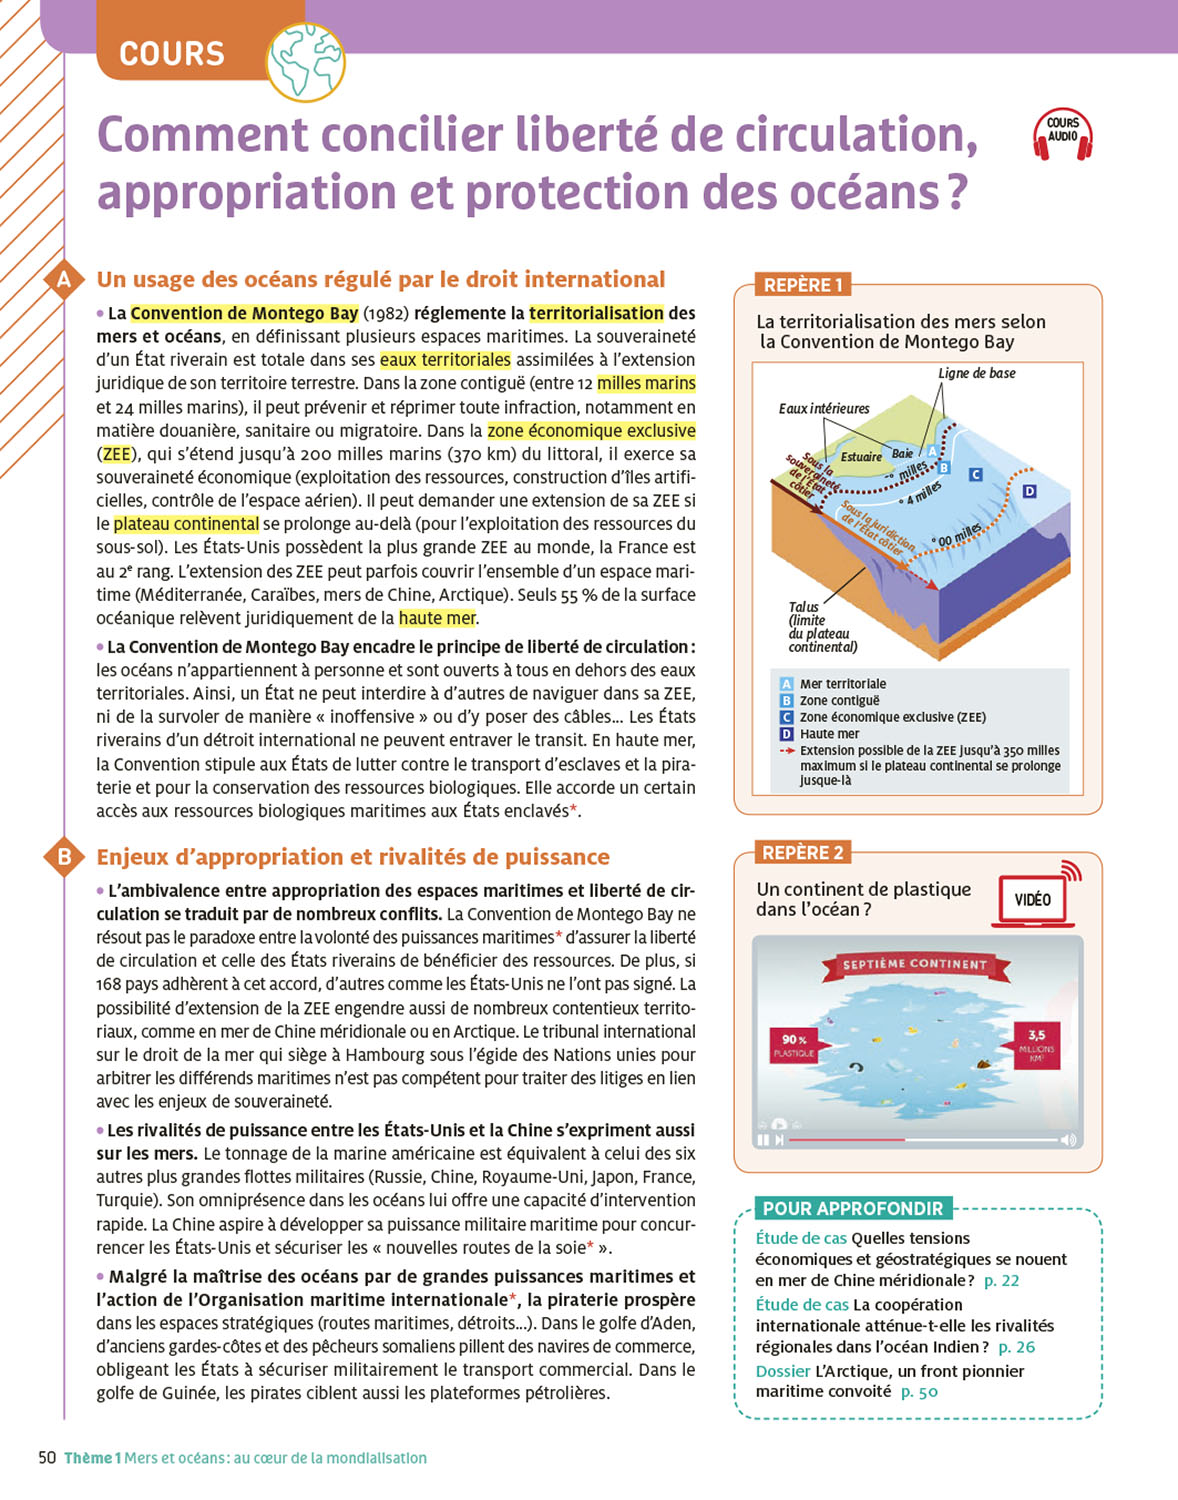 COURS
Comment concilier liberté de circulation,
appropriation et protection des océans ?
COURS
AUDIO
A Un usage des océans régulé par le droit international
• La Convention de Montego Bay (1982) réglemente la territorialisation des
mers et océans, en définissant plusieurs espaces maritimes. La souveraineté
d’un État riverain est totale dans ses eaux territoriales assimilées à l’extension
juridique de son territoire terrestre. Dans la zone contiguë (entre 12 milles marins
et 24 milles marins), il peut prévenir et réprimer toute infraction, notamment en
matière douanière, sanitaire ou migratoire. Dans la zone économique exclusive
(ZEE), qui s’étend jusqu’à 200 milles marins (370 km) du littoral, il exerce sa
souveraineté économique (exploitation des ressources, construction d’îles artifi-
cielles, contrôle de l’espace aérien). Il peut demander une extension de sa ZEE si
le plateau continental se prolonge au-delà (pour l’exploitation des ressources du
sous-sol). Les États-Unis possèdent la plus grande ZEE au monde, la France est
au 2e rang. L’extension des ZEE peut parfois couvrir l’ensemble d’un espace mari-
time (Méditerranée, Caraïbes, mers de Chine, Arctique). Seuls 55 % de la surface
océanique relèvent juridiquement de la haute mer.
• La Convention de Montego Bay encadre le principe de liberté de circulation :
les océans n’appartiennent à personne et sont ouverts à tous en dehors des eaux
territoriales. Ainsi, un État ne peut interdire à d’autres de naviguer dans sa ZEE,
ni de la survoler de manière « inoffensive » ou d’y poser des câbles... Les États
riverains d’un détroit international ne peuvent entraver le transit. En haute mer,
la Convention stipule aux États de lutter contre le transport d’esclaves et la pira-
terie et pour la conservation des ressources biologiques. Elle accorde un certain
accès aux ressources biologiques maritimes aux États enclavés*.
B Enjeux d’appropriation et rivalités de puissance
• L’ambivalence entre appropriation des espaces maritimes et liberté de cir-
culation se traduit par de nombreux conflits. La Convention de Montego Bay ne
résout pas le paradoxe entre la volonté des puissances maritimes* d’assurer la liberté
de circulation et celle des États riverains de bénéficier des ressources. De plus, si
168 pays adhèrent à cet accord, d’autres comme les États-Unis ne l’ont pas signé. La
possibilité d’extension de la ZEE engendre aussi de nombreux contentieux territo-
riaux, comme en mer de Chine méridionale ou en Arctique. Le tribunal international
sur le droit de la mer qui siège à Hambourg sous l’égide des Nations unies pour
arbitrer les différends maritimes n’est pas compétent pour traiter des litiges en lien
avec les enjeux de souveraineté.
• Les rivalités de puissance entre les États-Unis et la Chine s’expriment aussi
sur les mers. Le tonnage de la marine américaine est équivalent à celui des six
autres plus grandes flottes militaires (Russie, Chine, Royaume-Uni, Japon, France,
Turquie). Son omniprésence dans les océans lui offre une capacité d’intervention
rapide. La Chine aspire à développer sa puissance militaire maritime pour concur-
rencer les États-Unis et sécuriser les « nouvelles routes de la soie* ».
• Malgré la maîtrise des océans par de grandes puissances maritimes et
l’action de l’Organisation maritime internationale*, la piraterie prospère
dans les espaces stratégiques (routes maritimes, détroits...). Dans le golfe d’Aden,
d’anciens gardes-côtes et des pêcheurs somaliens pillent des navires de commerce,
obligeant les États à sécuriser militairement le transport commercial. Dans le
golfe de Guinée, les pirates ciblent aussi les plateformes pétrolières.
REPÈRE 1
La territorialisation des mers selon
la Convention de Montego Bay
Ligne de base
Eaux intérieures
Estuaire
Baie
A
B
C
D
Sous la
souveraineté
de l’État
côtier
milles
4 milles
Sous la juridiction
de l’État côtier
00 milles
Talus
(limite
du plateau
continental)
A Mer territoriale
B Zone contiguë
C Zone économique exclusive (ZEE)
D Haute mer
Extension possible de la ZEE jusqu’à 350 milles
maximum si le plateau continental se prolonge
jusque-là
REPÈRE 2
Un continent de plastique
dans l’océan ?
VIDÉO
SEPTIÈME CONTINENT
90 %
PLASTIQUE
3,5
MILLIONS
KM²
POUR APPROFONDIR
Étude de cas Quelles tensions
économiques et géostratégiques se nouent
en mer de Chine méridionale ? p. 22
Étude de cas La coopération
internationale atténue-t-elle les rivalités
régionales dans l’océan Indien ? p. 26
Dossier L’Arctique, un front pionnier
maritime convoité p. 50
50 Thème 1 Mers et océans : au cœur de la mondialisation